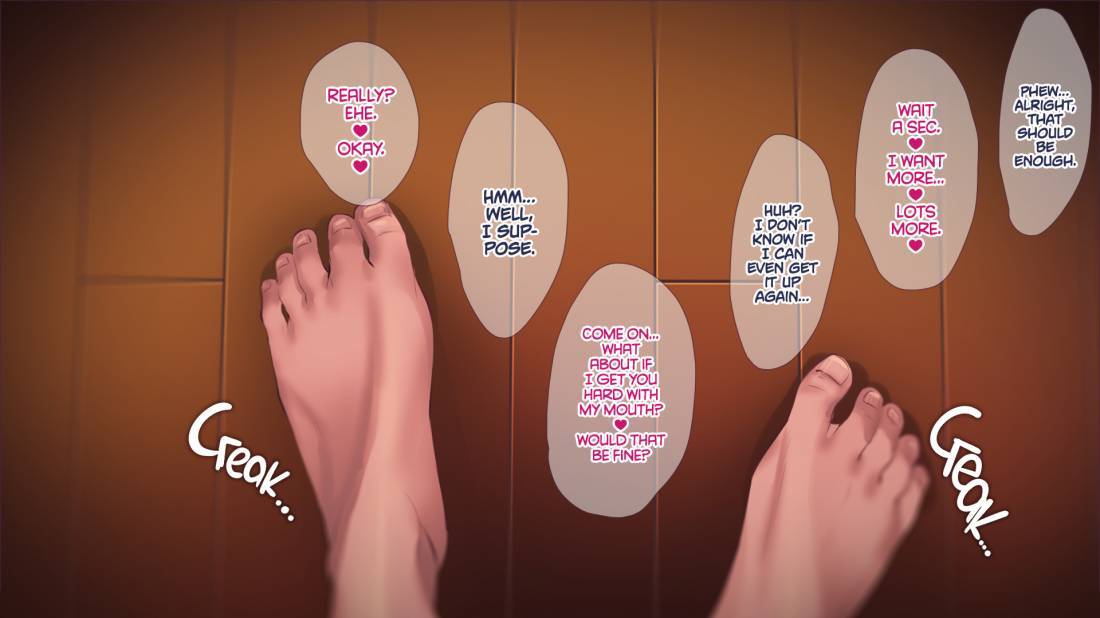 PHEW...
ALRIGHT,
THAT
SHOULD
BE
ENOUGH.
WAIT
A SEC.
♥
I WANT
MORE...
♥
LOTS
MORE.
♥
HUH?
I DON'T
KNOW IF
I CAN
EVEN GET
IT UP
AGAIN...
COME ON...
WHAT
ABOUT IF
I GET YOU
HARD WITH
MY MOUTH?
♥
WOULD THAT
BE FINE?
HMM...
WELL,
I SUP-
POSE.
REALLY?
EHE.
♥
OKAY.
♥
Creak...
Creak...